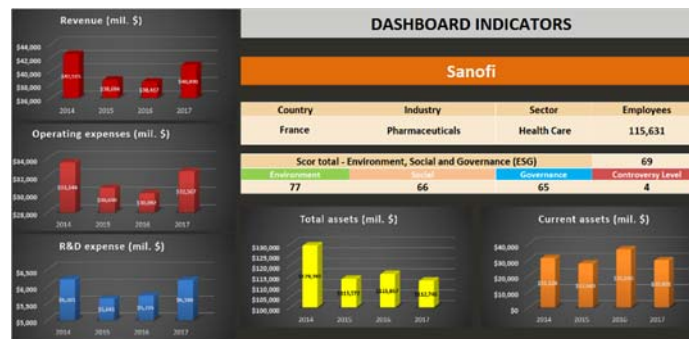 Revenue (mil. $)
$44,000
$42,000
$40,000
$38,000
$36,000
2014 2015 2016 2017
Operating expenses (mil. $)
$34,000
$32,000
$30,000
$28,000
2014 2015 2016 2017
R&D expense (mil. $)
$6,500
$6,000
$5,500
$5,000
2014 2015 2016 2017
DASHBOARD INDICATORS
Sanofi
Country Industry Sector Employees
France Pharmaceuticals Health Care 115,631
Scor total - Environment, Social and Governance (ESG) 69
Environment Social Governance Controversy Level
77 66 65 4
Total assets (mil. $)
$130,000
$125,000
$120,000
$115,000
$110,000
$105,000
$100,000
2014 2015 2016 2017
Current assets (mil. $)
$40,000
$30,000
$20,000
$10,000
$0
2014 2015 2016 2017